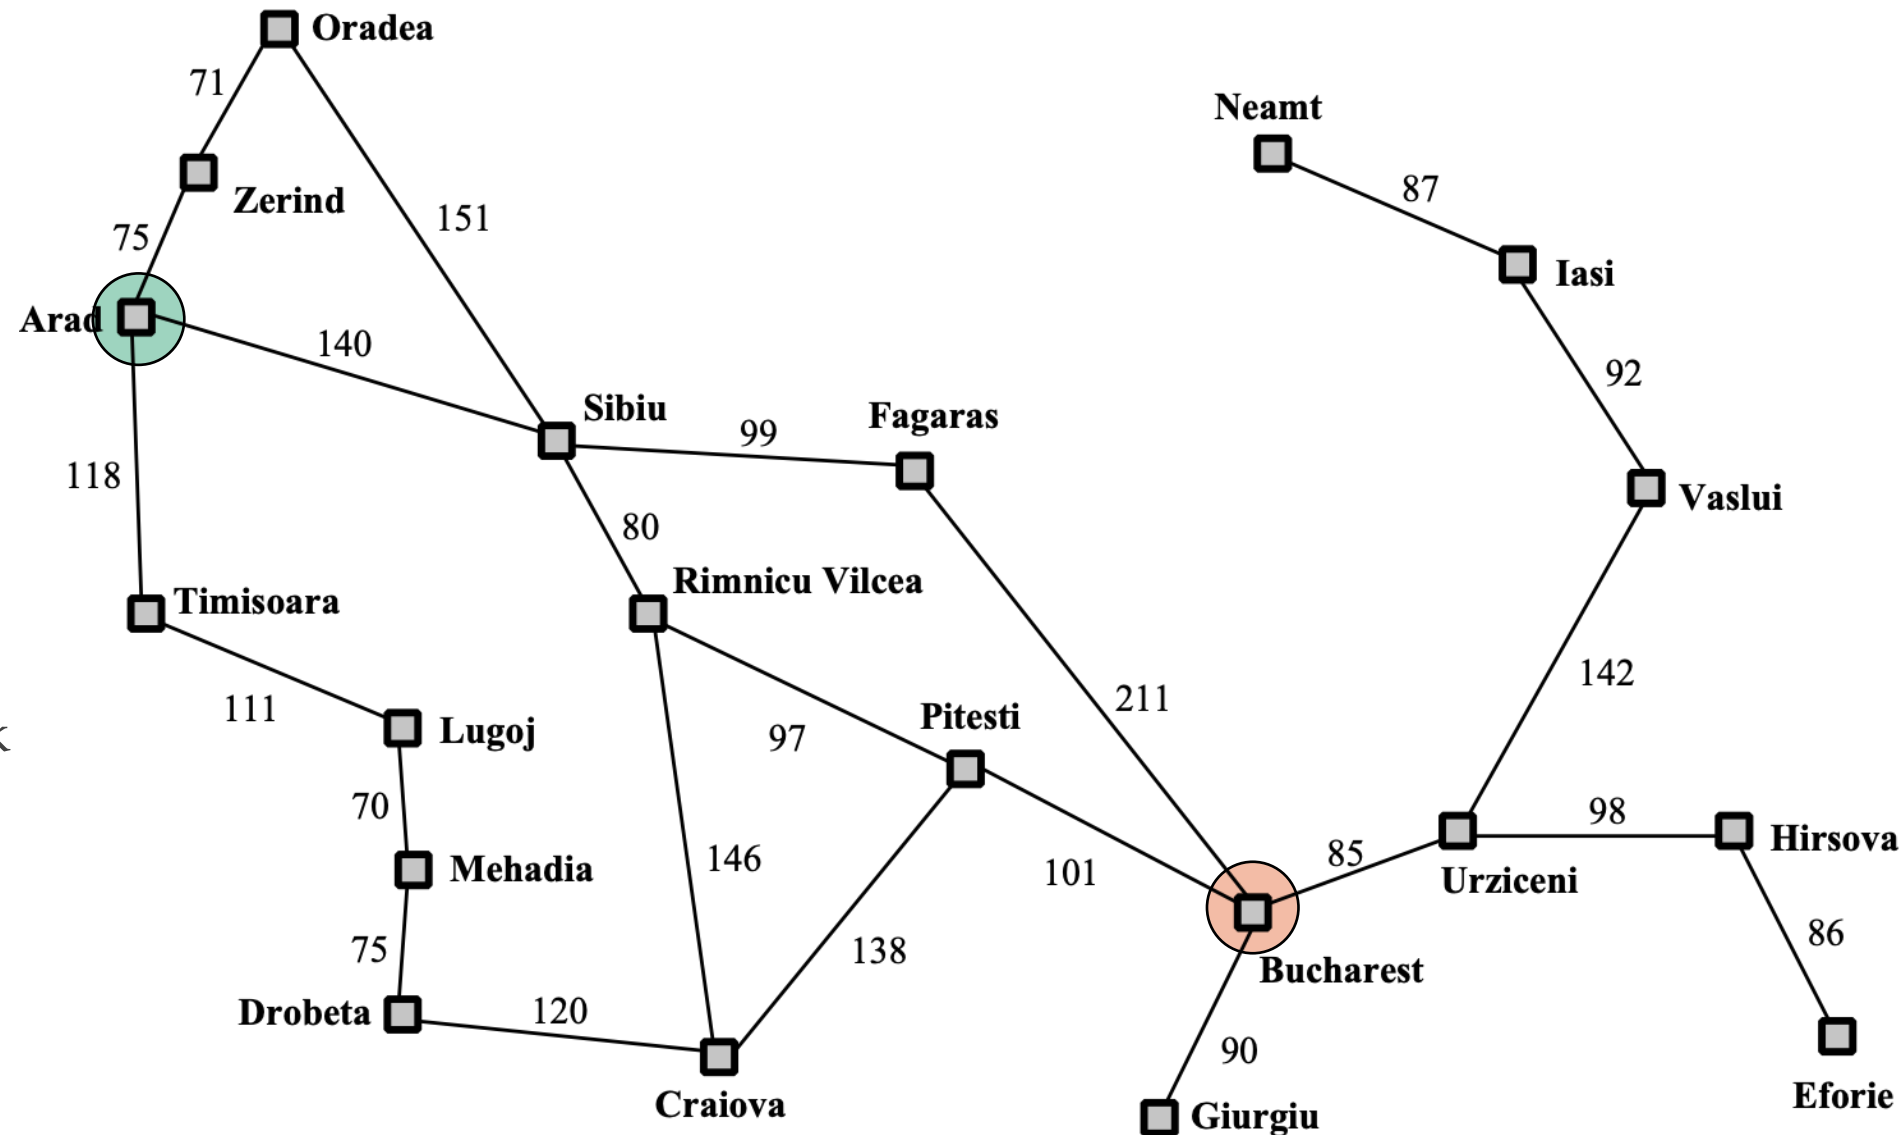 Oradea
71
Neamt
87
Zerind
151
75
Iasi
Arad
140
92
Sibiu
Fagaras
99
118
Vaslui
80
Rimnicu Vilcea
Timisoara
142
211
111
Pitesti
Lugoj
97
k
70
98
Hirsova
85
146
Mehadia
101
Urziceni
86
75
138
Bucharest
Drobeta
120
90
Eforie
Craiova
Giurgiu